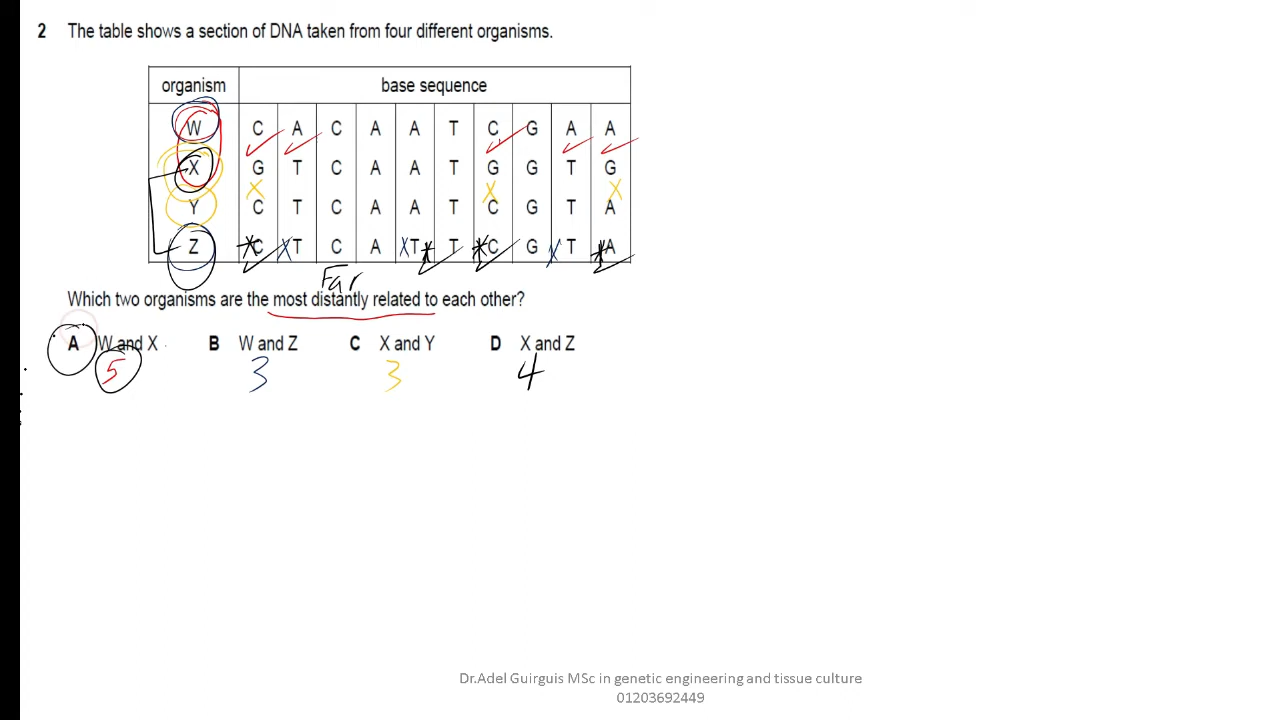 2 The table shows a section of DNA taken from four different organisms.
organism base sequence
W C A C A A T C G A A
X G T C A A T G G T G
Y C T C A A T C G T A
Z C T C A T T C G T A
Far
Which two organisms are the most distantly related to each other?
A W and X B W and Z C X and Y D X and Z
5 3 3 4
Dr.Adel Guirguis MSc in genetic engineering and tissue culture
01203692449